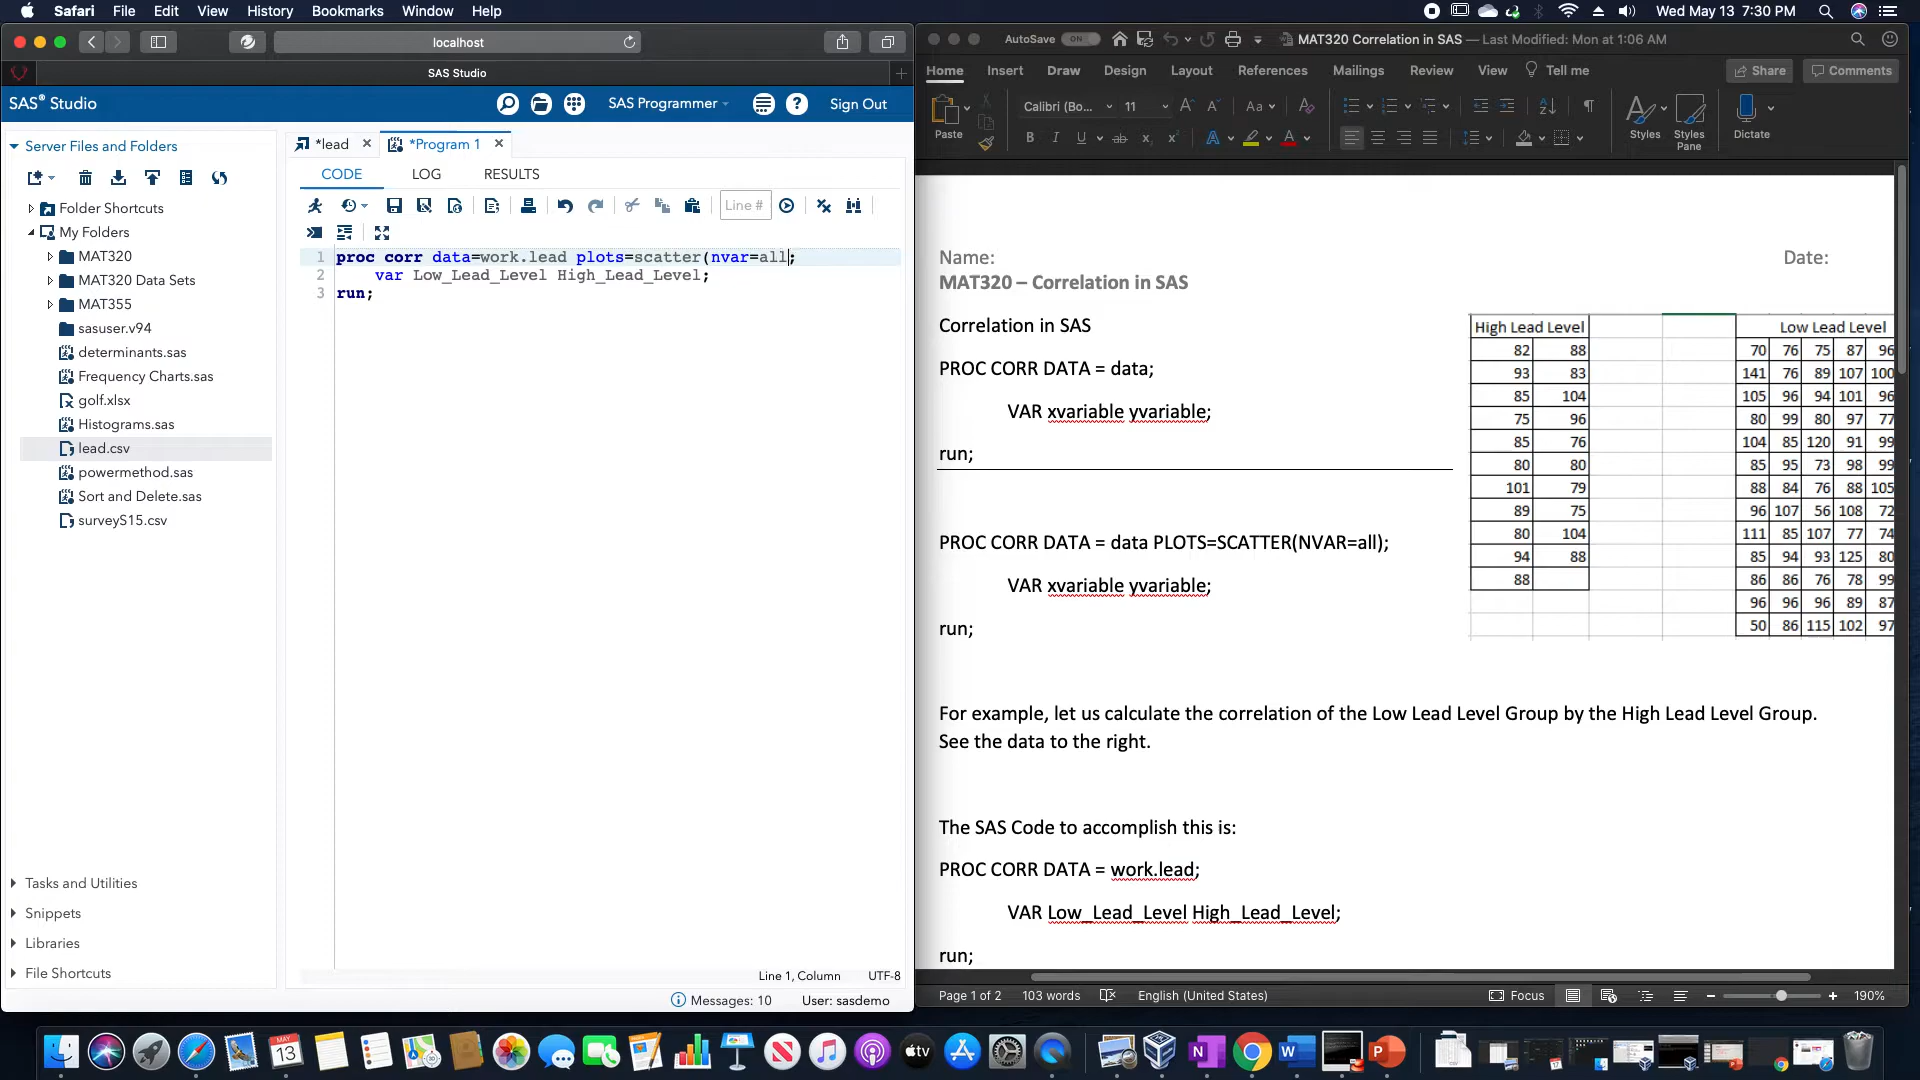 Safari File Edit View History Bookmarks Window Help Wed May 13 7:30 PM
localhost
SAS Studio
SAS® Studio SAS Programmer Sign Out
Server Files and Folders
Folder Shortcuts
My Folders
MAT320
MAT320 Data Sets
MAT355
sasuser.v94
determinants.sas
Frequency Charts.sas
golf.xlsx
Histograms.sas
lead.csv
powermethod.sas
Sort and Delete.sas
surveyS15.csv
Tasks and Utilities
Snippets
Libraries
File Shortcuts
*lead *Program 1
CODE LOG RESULTS
Line #
1 proc corr data=work.lead plots=scatter(nvar=all;
2 var Low_Lead_Level High_Lead_Level;
3 run;
Line 1, Column UTF-8
Messages: 10 User: sasdemo
AutoSave ON MAT320 Correlation in SAS — Last Modified: Mon at 1:06 AM
Home Insert Draw Design Layout References Mailings Review View Tell me Share Comments
Paste Calibri (Bo... 11 Styles Styles Pane Dictate
Name: Date:
MAT320 – Correlation in SAS
Correlation in SAS
PROC CORR DATA = data;
VAR xvariable yvariable;
run;
PROC CORR DATA = data PLOTS=SCATTER(NVAR=all);
VAR xvariable yvariable;
run;
High Lead Level Low Lead Level
82 88 70 76 75 87 96
93 83 141 76 89 107 100
85 104 105 96 94 101 96
75 96 80 99 80 97 77
85 76 104 85 120 91 99
80 80 85 95 73 98 99
101 79 88 84 76 88 105
89 75 96 107 56 108 72
80 104 111 85 107 77 74
94 88 85 94 93 125 80
88 86 86 76 78 99
96 96 96 89 87
50 86 115 102 97
For example, let us calculate the correlation of the Low Lead Level Group by the High Lead Level Group.
See the data to the right.
The SAS Code to accomplish this is:
PROC CORR DATA = work.lead;
VAR Low_Lead_Level High_Lead_Level;
run;
Page 1 of 2 103 words English (United States) Focus 190%
MAY
13
tv
N
W
P